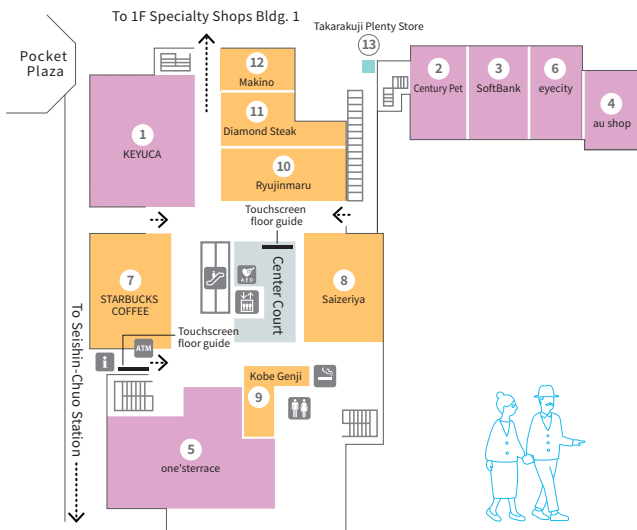 To 1F Specialty Shops Bldg. 1
Takarakuji Plenty Store
13
Pocket
Plaza
12
Makino
11
Diamond Steak
10
Ryujinmaru
2
Century Pet
3
SoftBank
6
eyecity
4
au shop
1
KEYUCA
Touchscreen
floor guide
7
STARBUCKS
COFFEE
AED
Center Court
8
Saizeriya
To Seishin-Chuo Station
Touchscreen
floor guide
i
ATM
Kobe Genji
9
5
one'sterrace